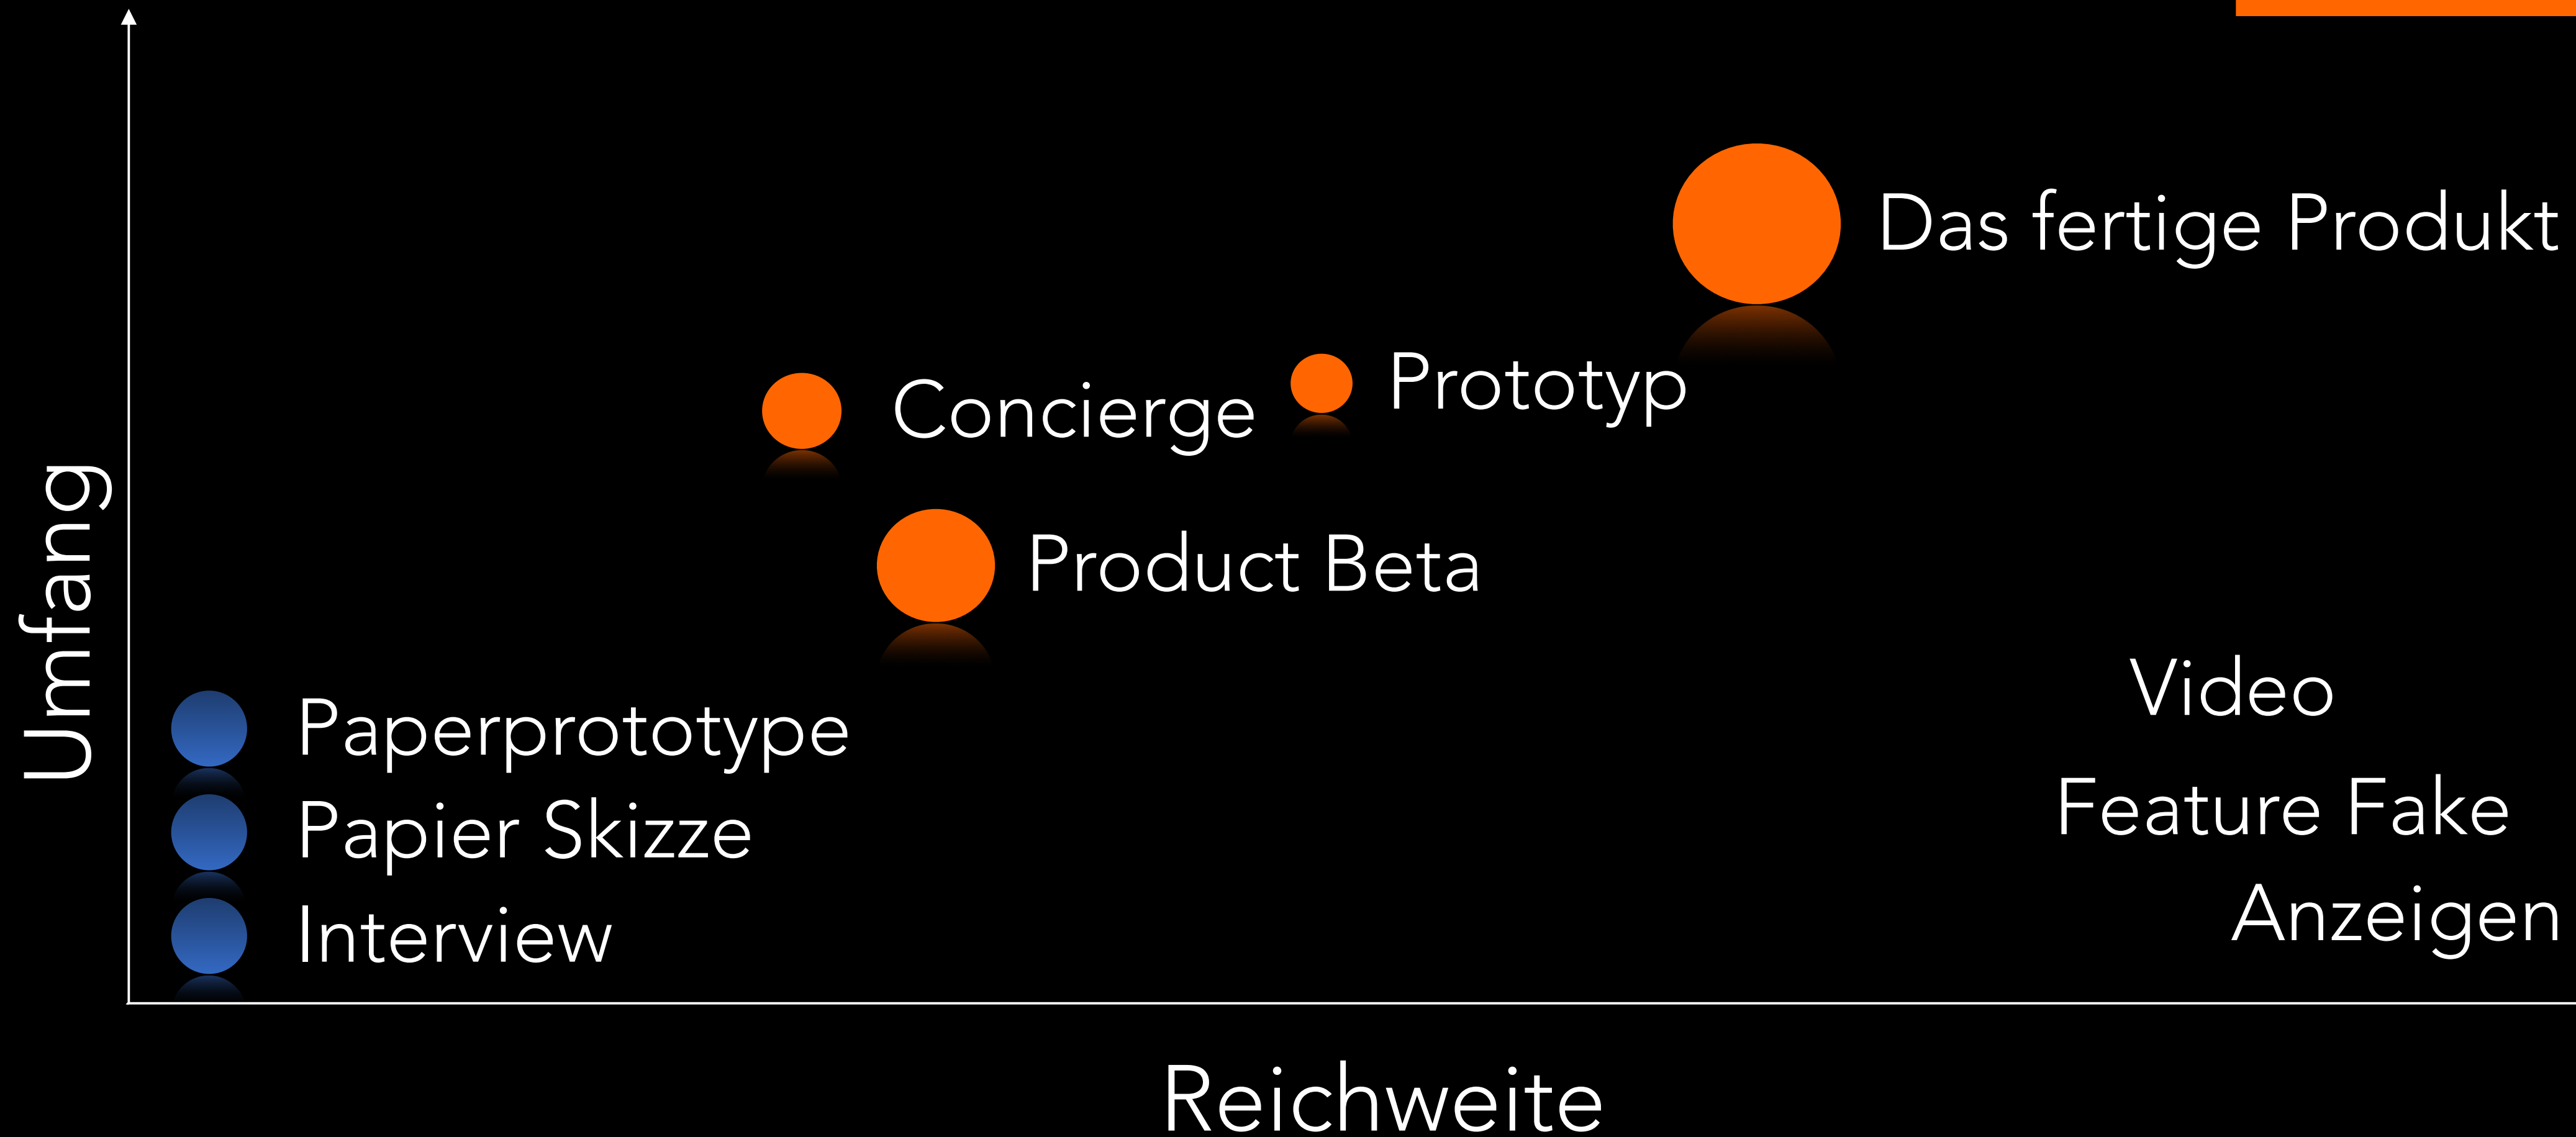 Das fertige Produkt
Prototyp
Concierge
Product Beta
Umfang
Video
Paperprototype
Feature Fake
Papier Skizze
Anzeigen
Interview
Reichweite